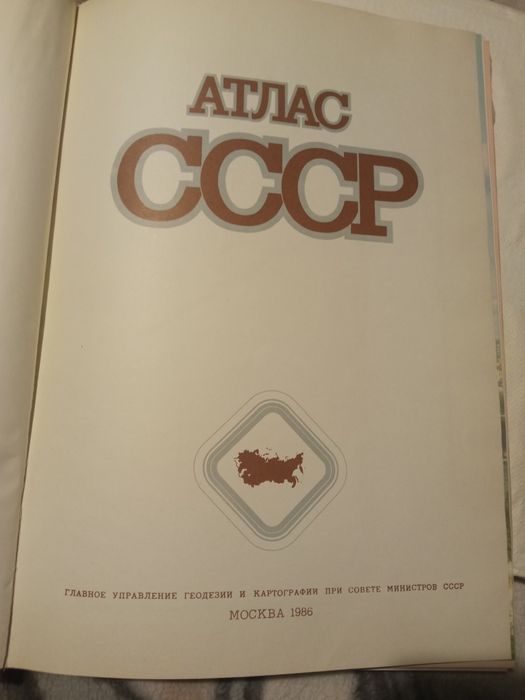 АТЛАС
СССР
ГЛАВНОЕ УПРАВЛЕНИЕ ГЕОДЕЗИИ И КАРТОГРАФИИ ПРИ СОВЕТЕ МИНИСТРОВ СССР
МОСКВА 1986